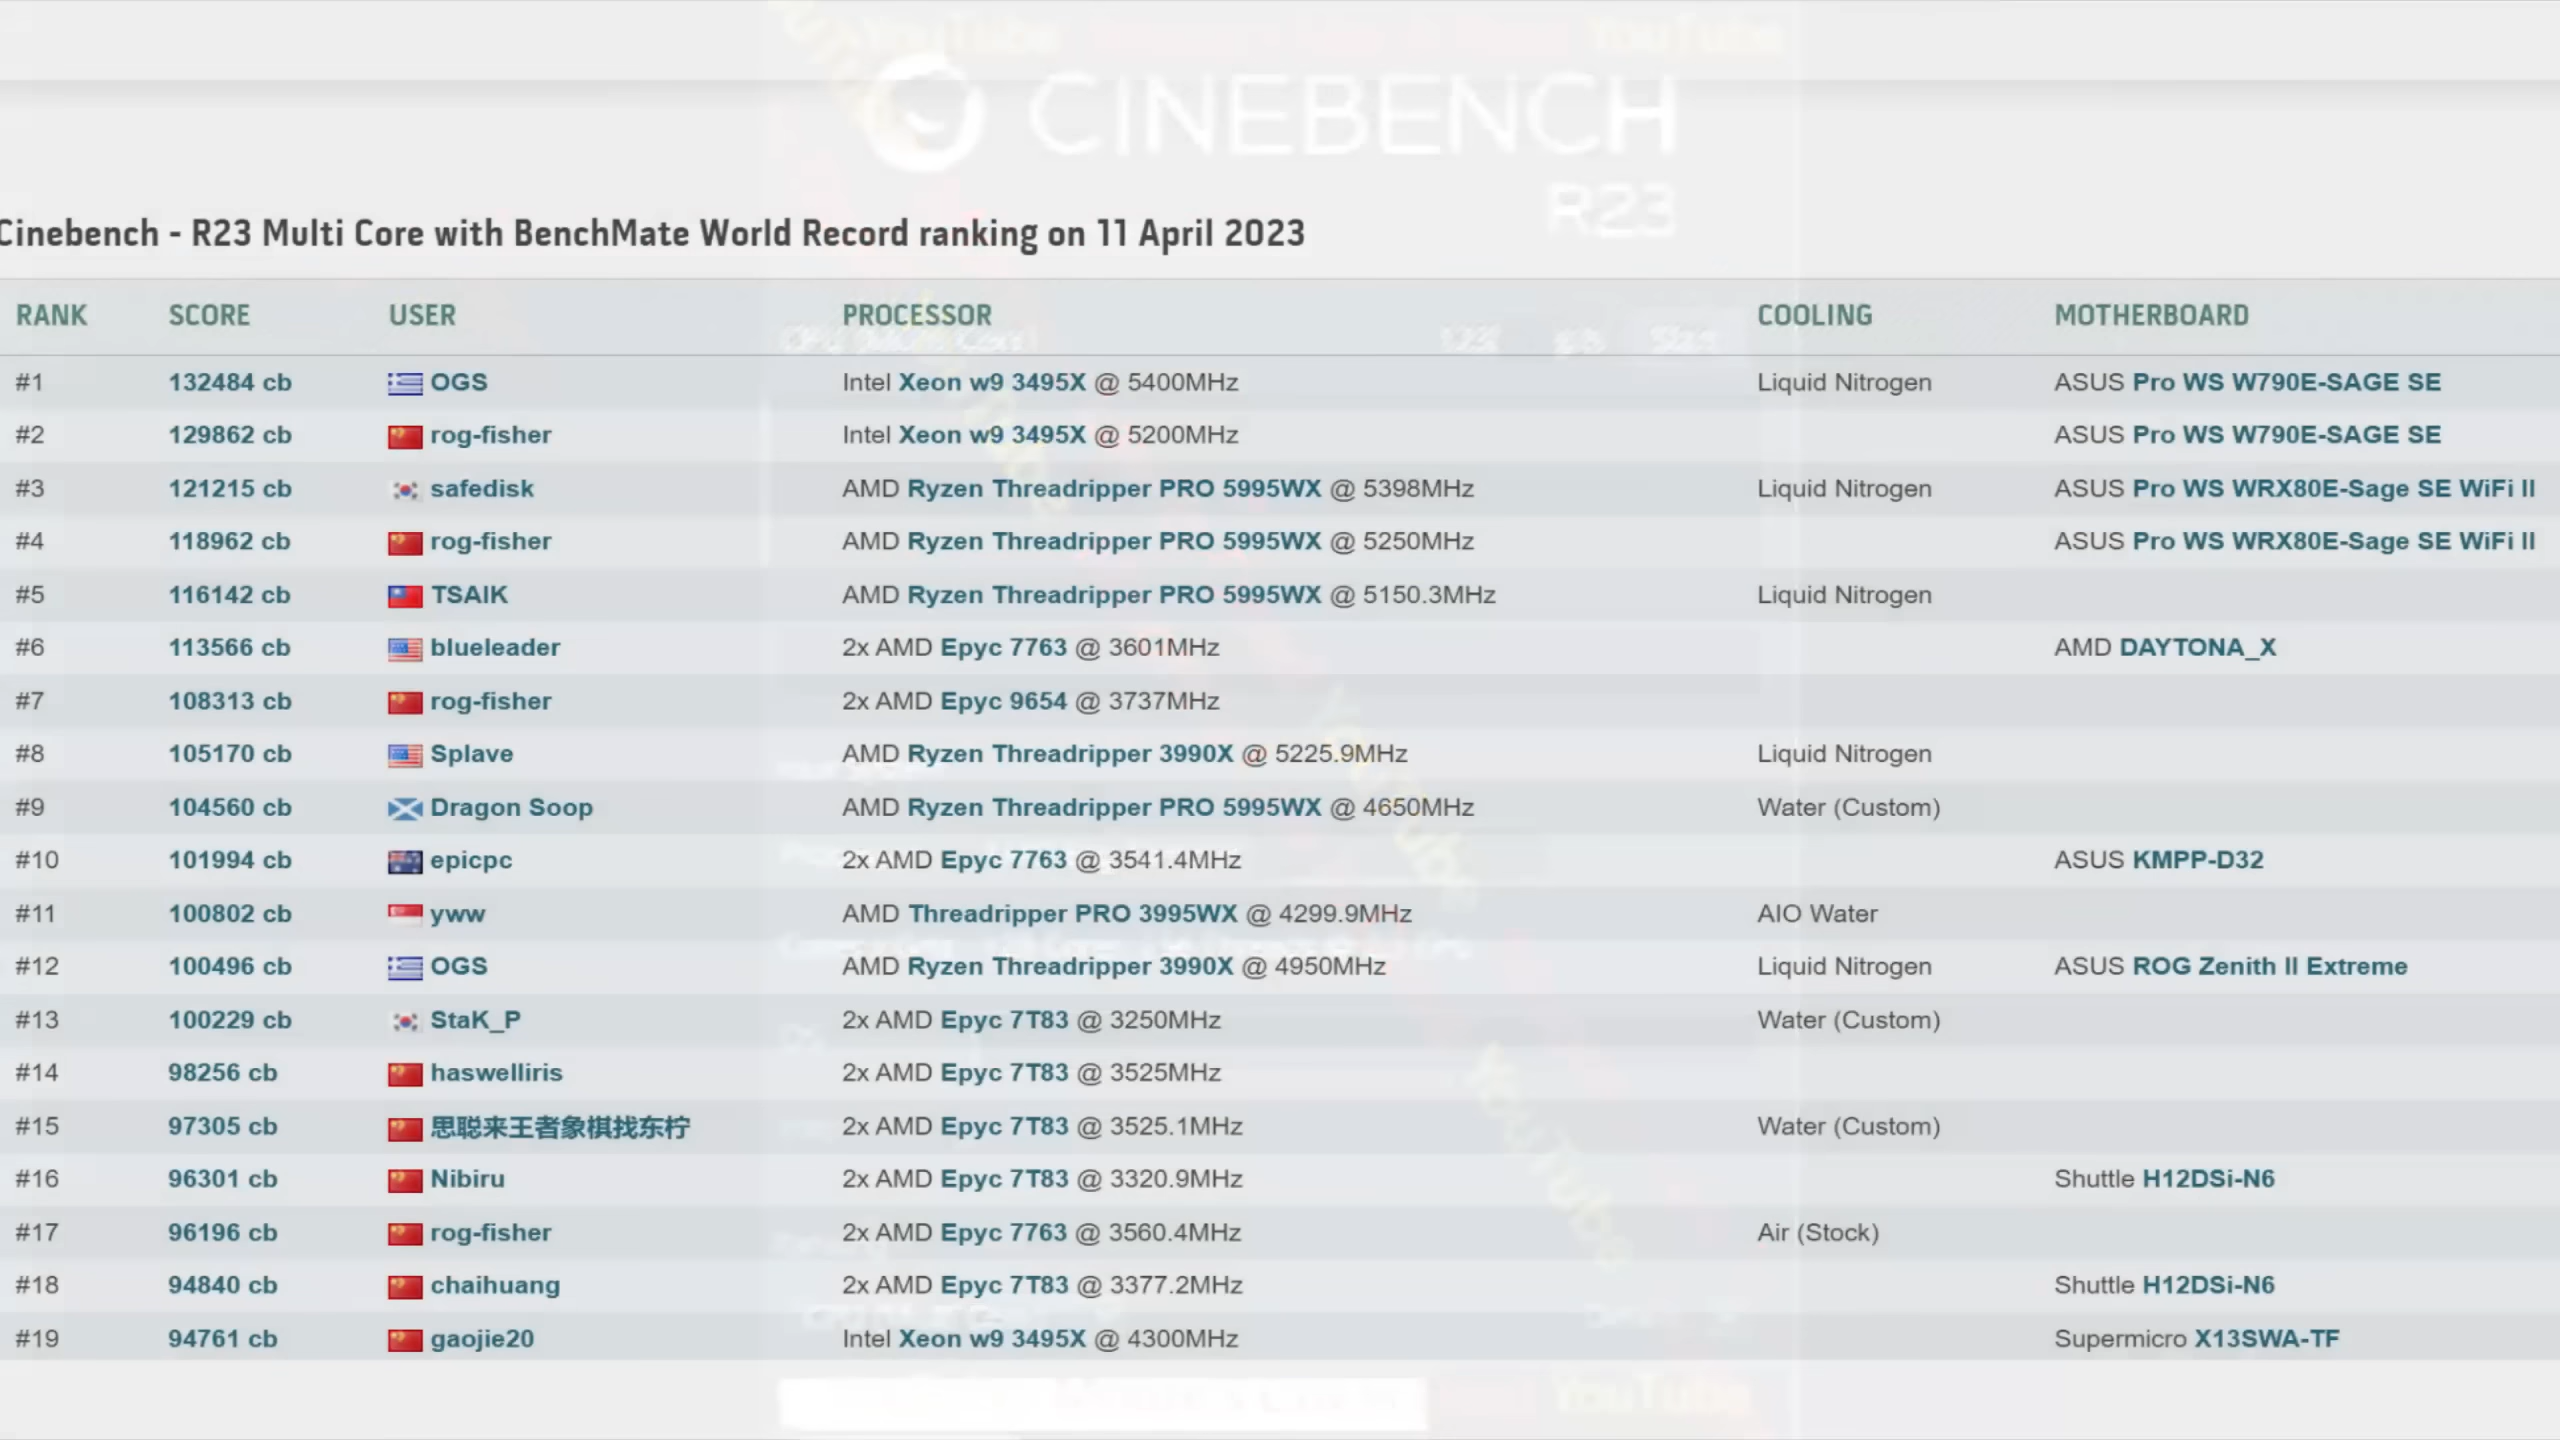 YouTube YouTube
CINEBENCH
R23
Cinebench - R23 Multi Core with BenchMate World Record ranking on 11 April 2023
RANK SCORE USER PROCESSOR COOLING MOTHERBOARD
#1 132484 cb OGS Intel Xeon w9 3495X @ 5400MHz Liquid Nitrogen ASUS Pro WS W790E-SAGE SE
#2 129862 cb rog-fisher Intel Xeon w9 3495X @ 5200MHz ASUS Pro WS W790E-SAGE SE
#3 121215 cb safedisk AMD Ryzen Threadripper PRO 5995WX @ 5398MHz Liquid Nitrogen ASUS Pro WS WRX80E-Sage SE WiFi II
#4 118962 cb rog-fisher AMD Ryzen Threadripper PRO 5995WX @ 5250MHz ASUS Pro WS WRX80E-Sage SE WiFi II
#5 116142 cb TSAIK AMD Ryzen Threadripper PRO 5995WX @ 5150.3MHz Liquid Nitrogen
#6 113566 cb blueleader 2x AMD Epyc 7763 @ 3601MHz AMD DAYTONA_X
#7 108313 cb rog-fisher 2x AMD Epyc 9654 @ 3737MHz
#8 105170 cb Splave AMD Ryzen Threadripper 3990X @ 5225.9MHz Liquid Nitrogen
#9 104560 cb Dragon Soop AMD Ryzen Threadripper PRO 5995WX @ 4650MHz Water (Custom)
#10 101994 cb epicpc 2x AMD Epyc 7763 @ 3541.4MHz ASUS KMPP-D32
#11 100802 cb yww AMD Threadripper PRO 3995WX @ 4299.9MHz AIO Water
#12 100496 cb OGS AMD Ryzen Threadripper 3990X @ 4950MHz Liquid Nitrogen ASUS ROG Zenith II Extreme
#13 100229 cb StaK_P 2x AMD Epyc 7T83 @ 3250MHz Water (Custom)
#14 98256 cb haswelliris 2x AMD Epyc 7T83 @ 3525MHz
#15 97305 cb 思聪来王者象棋找东柠 2x AMD Epyc 7T83 @ 3525.1MHz Water (Custom)
#16 96301 cb Nibiru 2x AMD Epyc 7T83 @ 3320.9MHz Shuttle H12DSi-N6
#17 96196 cb rog-fisher 2x AMD Epyc 7763 @ 3560.4MHz Air (Stock)
#18 94840 cb chaihuang 2x AMD Epyc 7T83 @ 3377.2MHz Shuttle H12DSi-N6
#19 94761 cb gaojie20 Intel Xeon w9 3495X @ 4300MHz Supermicro X13SWA-TF
YouTube